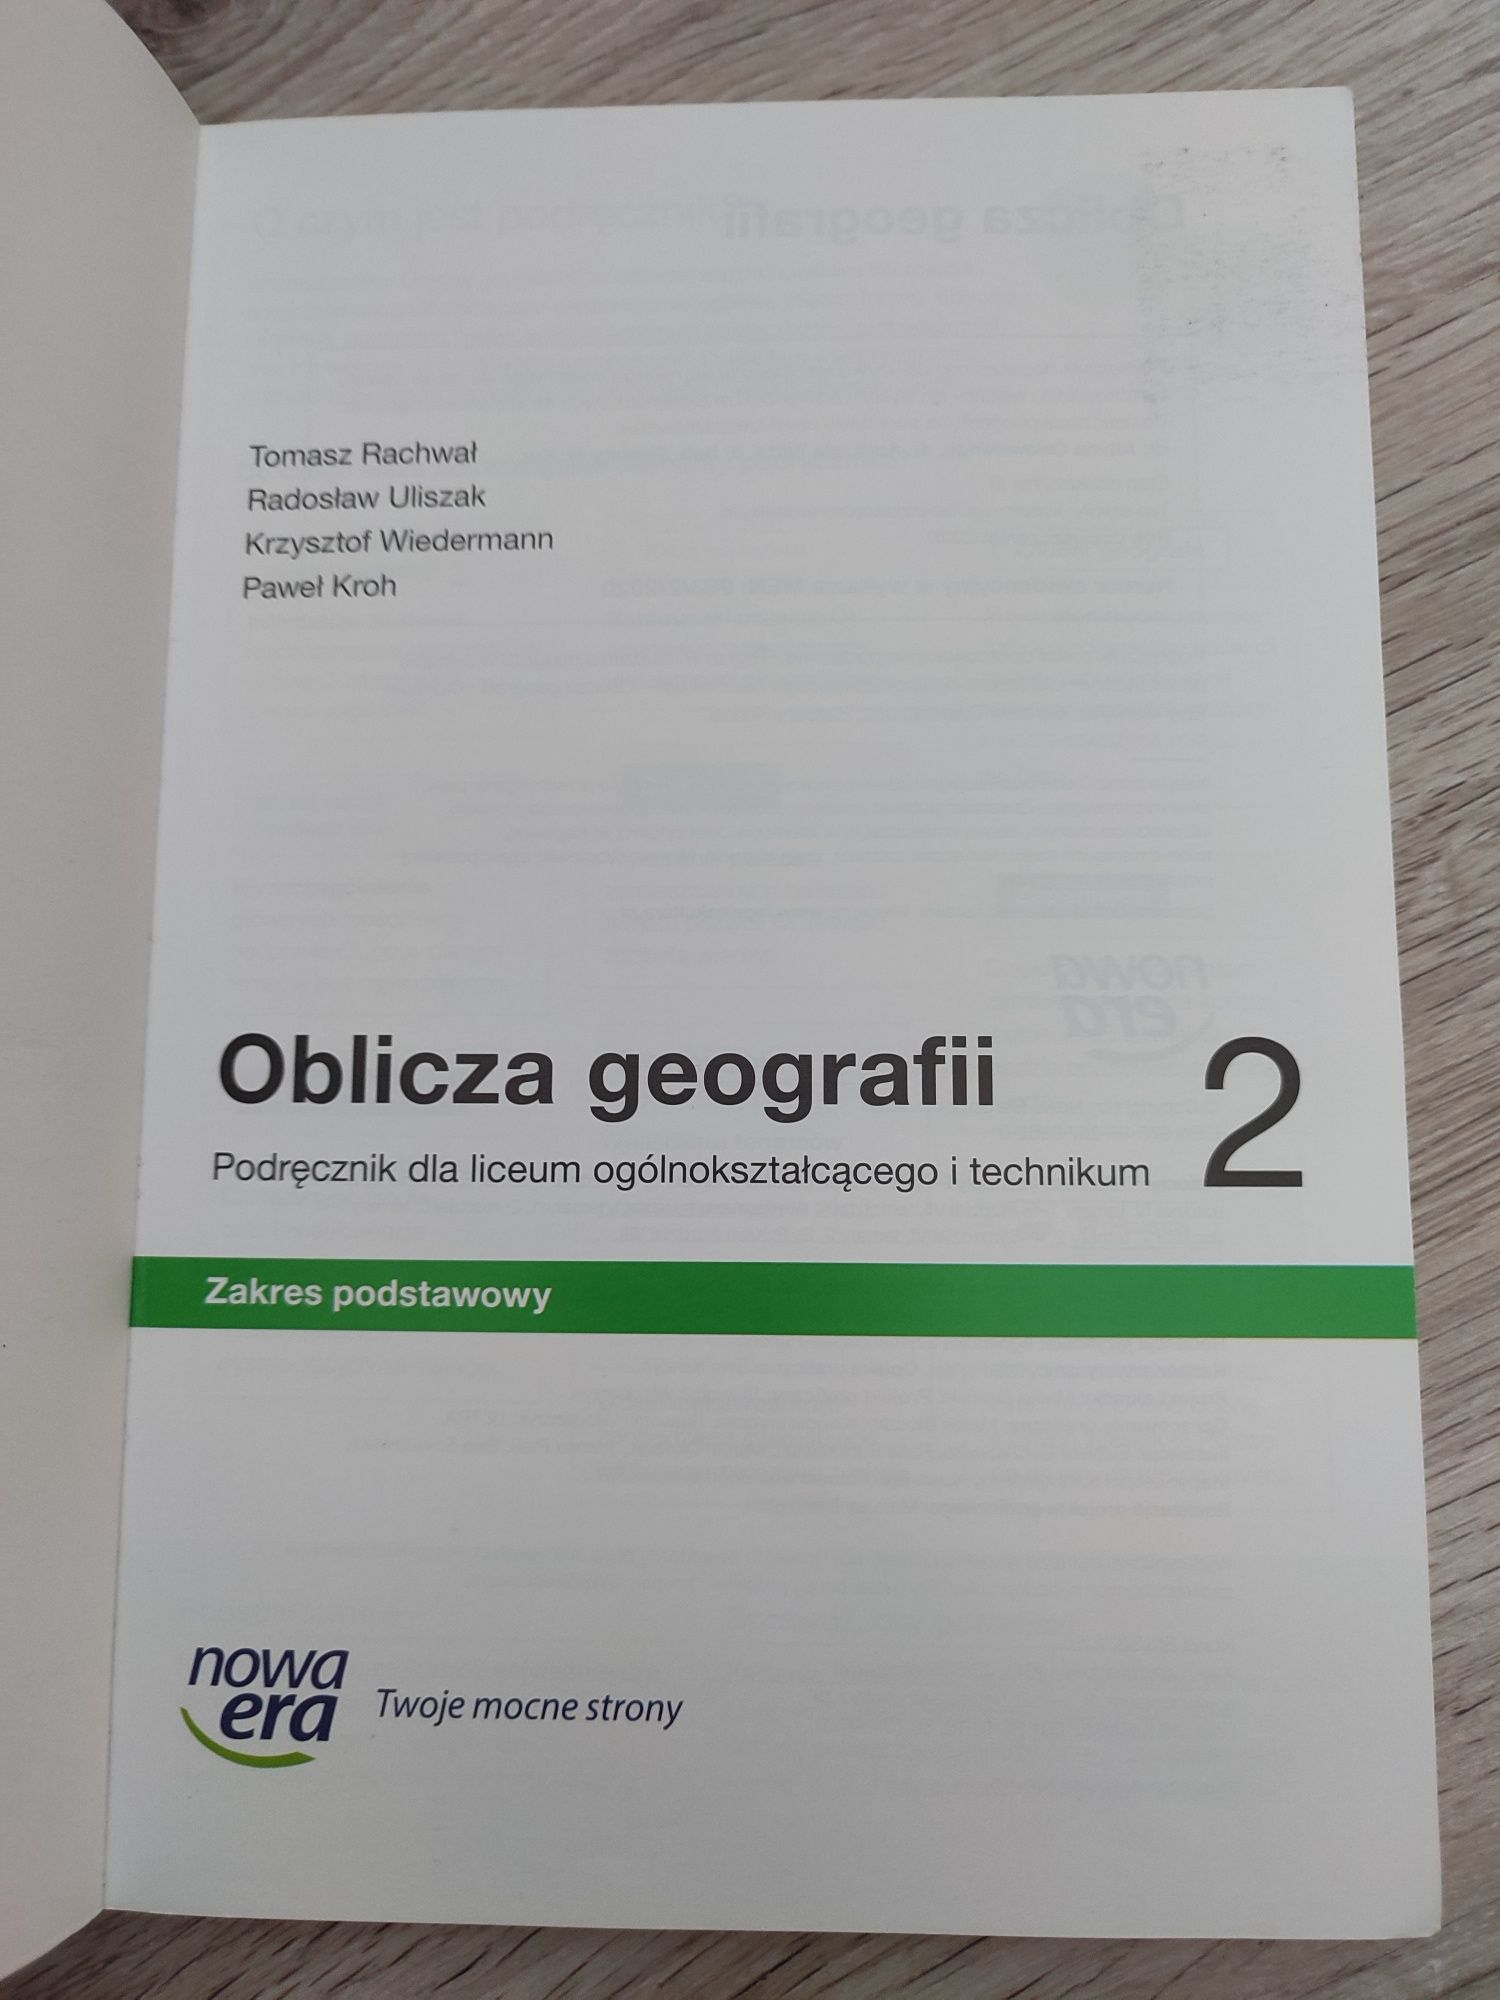 Tomasz Rachwał
Radosław Uliszak
Krzysztof Wiedermann
Paweł Kroh
Oblicza geografii 2
Podręcznik dla liceum ogólnokształcącego i technikum
Zakres podstawowy
nowa
era
Twoje mocne strony